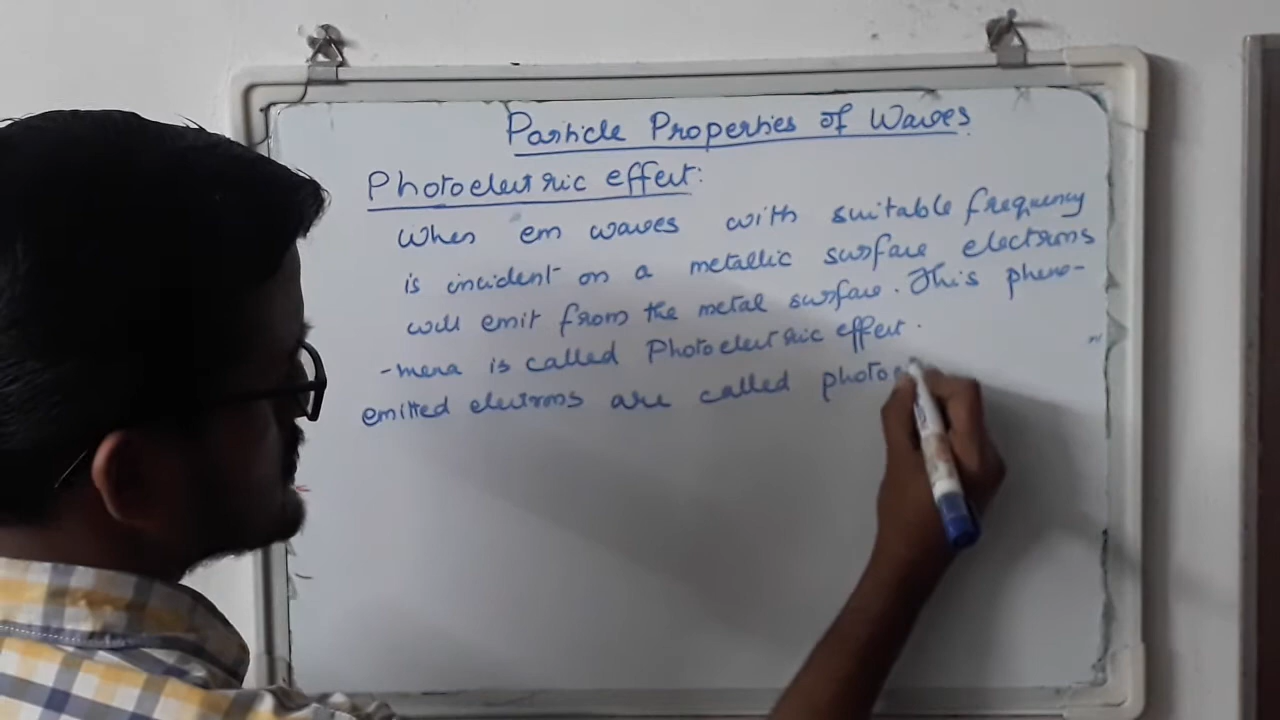 Particle Properties of Waves
Photoelectric effect:
When em waves with suitable frequency
is incident on a metallic surface electrons
will emit from the metal surface. This pheno-
-mena is called Photoelectric effect.
emitted electrons are called photo